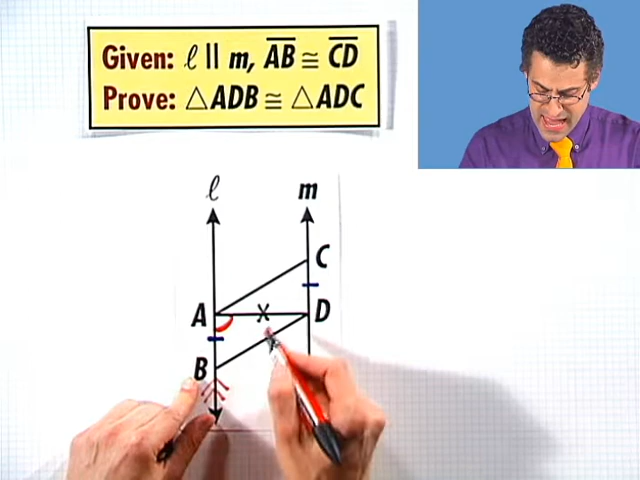 Given: ℓ || m, A̅B̅ ≅ C̅D̅
Prove: △ADB ≅ △ADC
ℓ m
C
A D
B